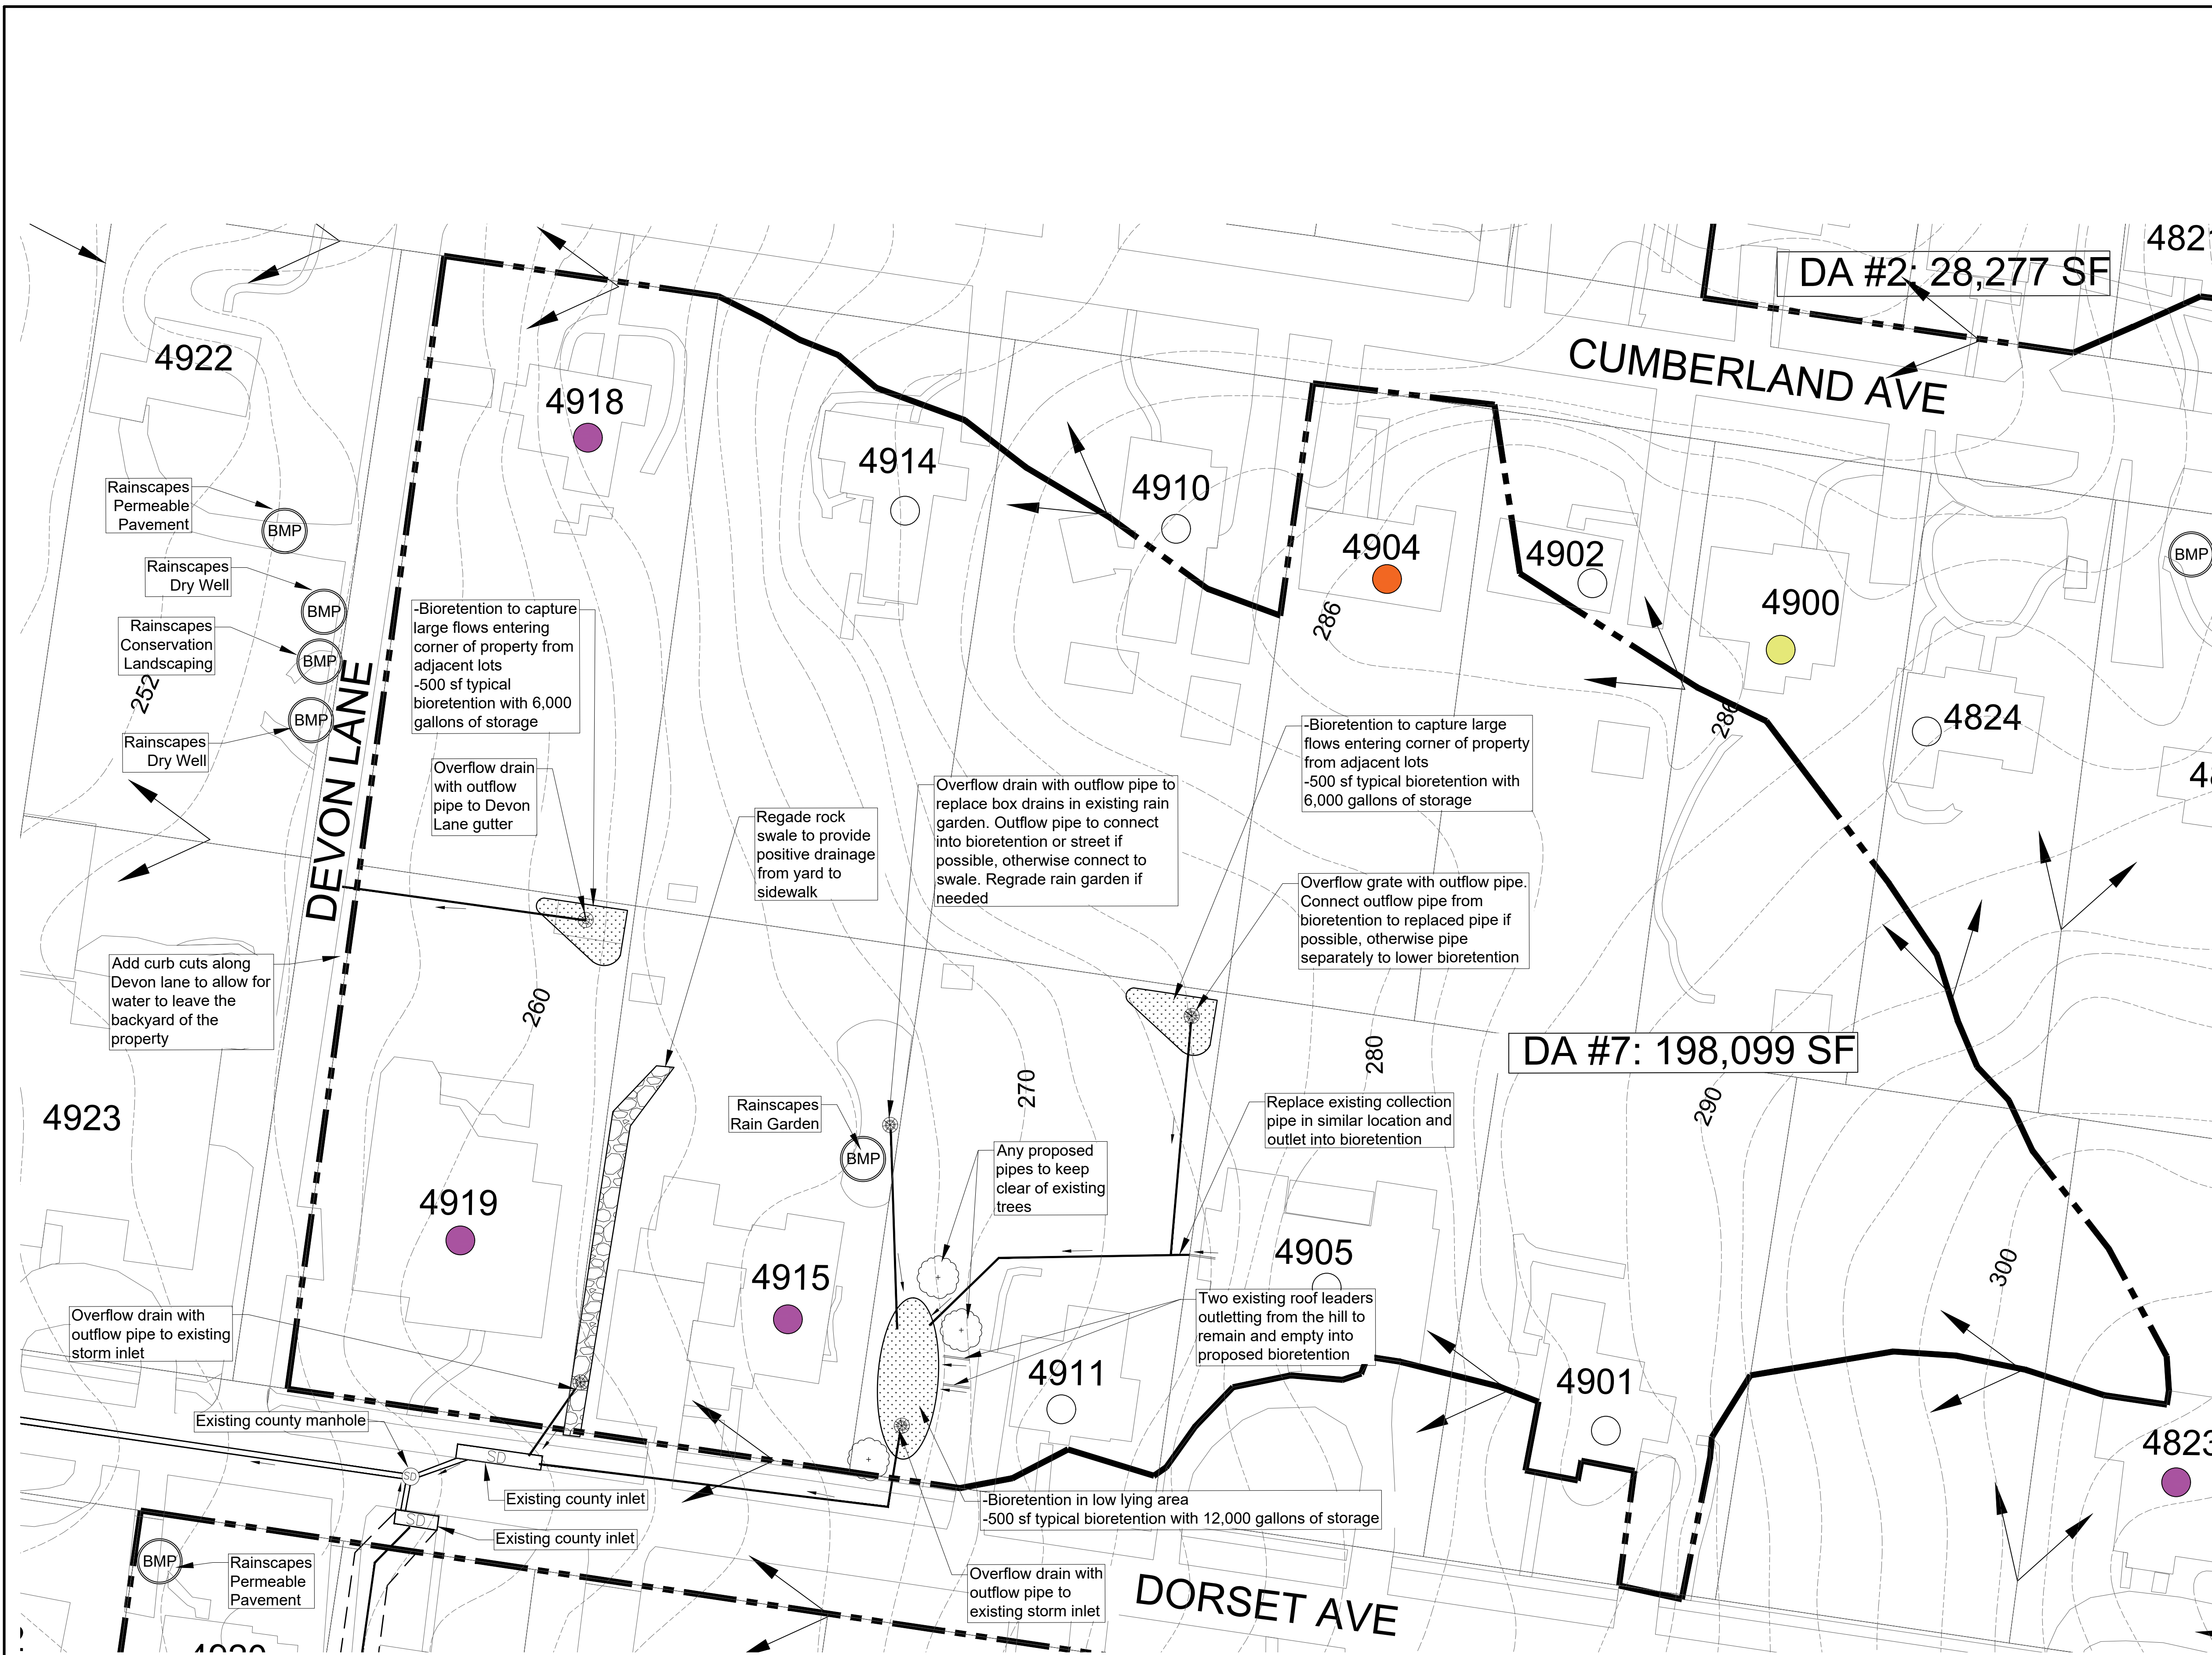 482
DA #2: 28,277 SF
CUMBERLAND AVE
4922
4918
4914
4910
4904
4902
4900
4824
Rainscapes
Permeable
Pavement
BMP
BMP
Rainscapes
Dry Well
BMP
Rainscapes
Conservation
Landscaping
BMP
252
BMP
Rainscapes
Dry Well
DEVON LANE
-Bioretention to capture
large flows entering
corner of property from
adjacent lots
-500 sf typical
bioretention with 6,000
gallons of storage
286
286
Overflow drain
with outflow
pipe to Devon
Lane gutter
Regade rock
swale to provide
positive drainage
from yard to
sidewalk
Overflow drain with outflow pipe to
replace box drains in existing rain
garden. Outflow pipe to connect
into bioretention or street if
possible, otherwise connect to
swale. Regrade rain garden if
needed
-Bioretention to capture large
flows entering corner of property
from adjacent lots
-500 sf typical bioretention with
6,000 gallons of storage
Overflow grate with outflow pipe.
Connect outflow pipe from
bioretention to replaced pipe if
possible, otherwise pipe
separately to lower bioretention
Add curb cuts along
Devon lane to allow for
water to leave the
backyard of the
property
260
270
280
290
300
DA #7: 198,099 SF
4923
4919
Rainscapes
Rain Garden
BMP
Any proposed
pipes to keep
clear of existing
trees
Replace existing collection
pipe in similar location and
outlet into bioretention
4915
4905
Two existing roof leaders
outletting from the hill to
remain and empty into
proposed bioretention
4911
4901
4823
Overflow drain with
outflow pipe to existing
storm inlet
Existing county manhole
SD
SD
Existing county inlet
SD
Existing county inlet
-Bioretention in low lying area
-500 sf typical bioretention with 12,000 gallons of storage
BMP
Rainscapes
Permeable
Pavement
Overflow drain with
outflow pipe to
existing storm inlet
DORSET AVE